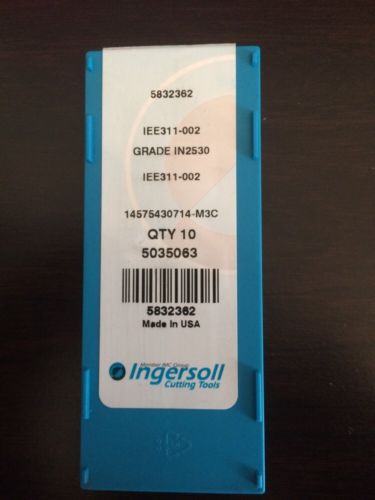 5832362
IEE311-002
GRADE IN2530
IEE311-002
14575430714-M3C
QTY 10
5035063
5832362
Made In USA
Member IMC Group
Ingersoll
Cutting Tools